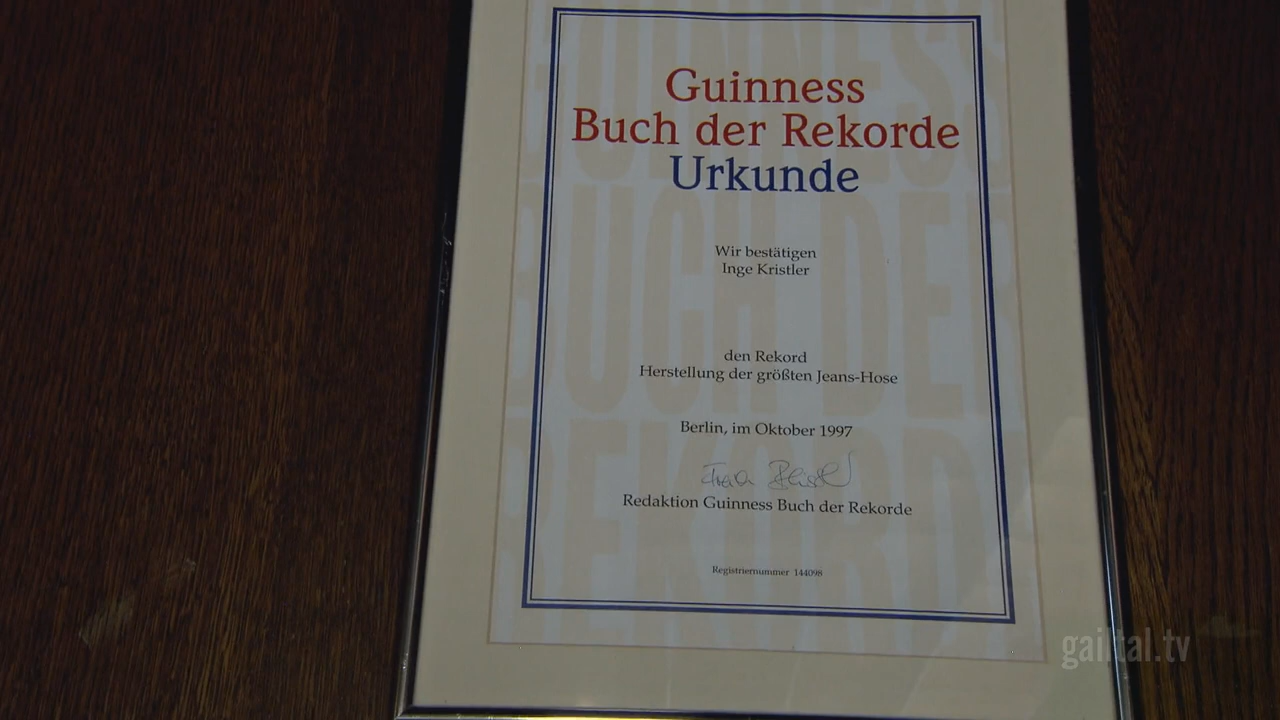 Guinness
Buch der Rekorde
Urkunde
Wir bestätigen
Inge Kristler
den Rekord
Herstellung der größten Jeans-Hose
Berlin, im Oktober 1997
Redaktion Guinness Buch der Rekorde
Registriernummer 144098
gailtal.tv